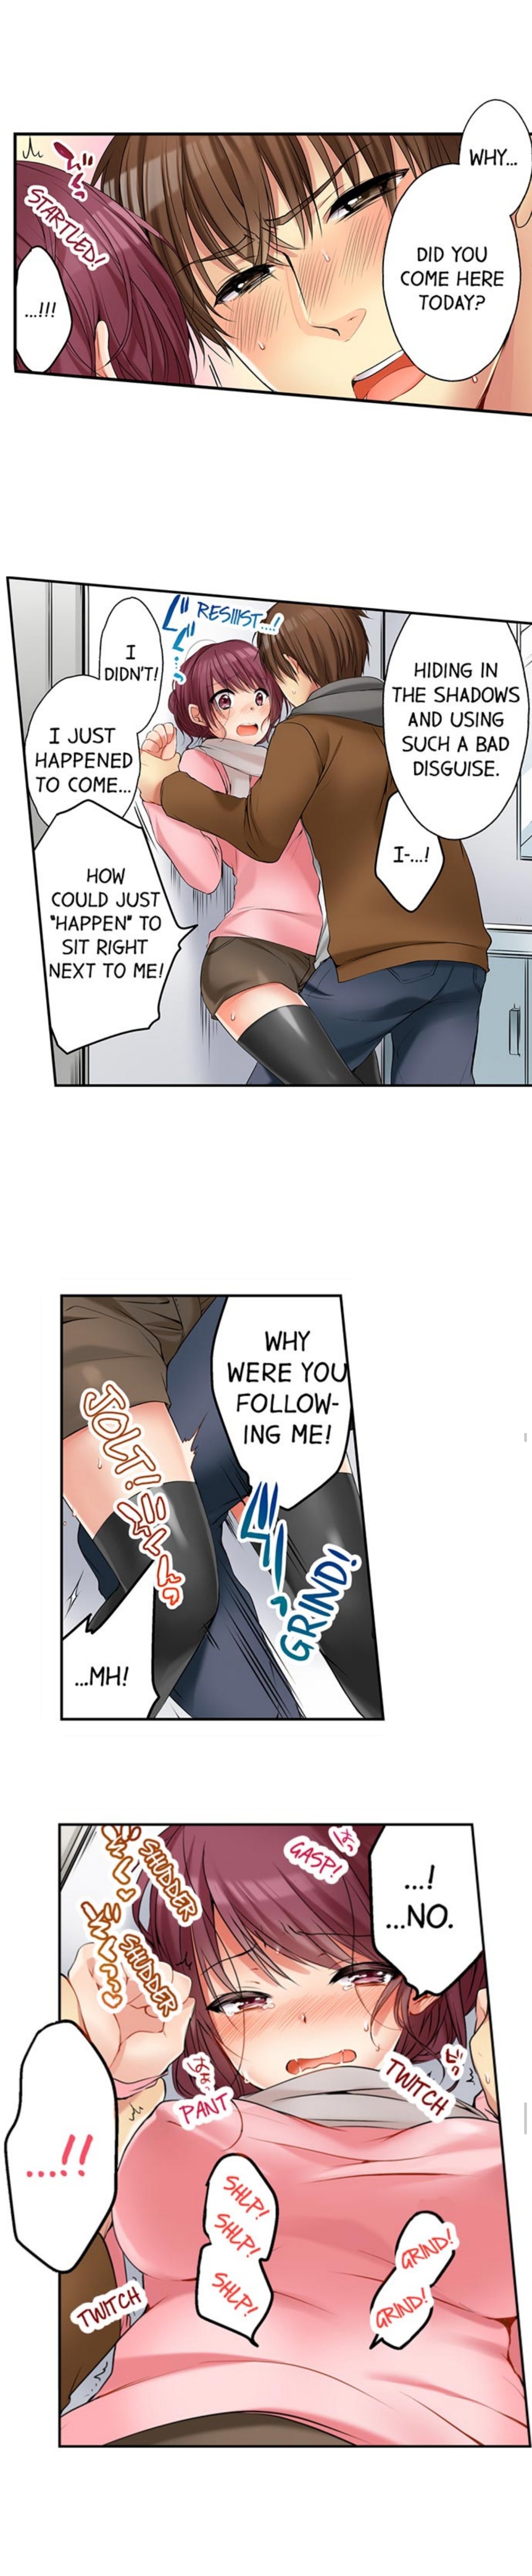 WHY...
DID YOU
COME HERE
TODAY?
STARTLED!
...!!!
RESIIIST...!
I
DIDN'T!
I JUST
HAPPENED
TO COME...
HIDING IN
THE SHADOWS
AND USING
SUCH A BAD
DISGUISE.
I-...!
HOW
COULD JUST
"HAPPEN" TO
SIT RIGHT
NEXT TO ME!
WHY
WERE YOU
FOLLOW-
ING ME!
JOLT!
GRIND!
...MH!
SHUDDER
SHUDDER
GASP!
...!
...NO.
PANT
TWITCH
....!!
SHLP!
SHLP!
SHLP!
GRIND!
GRIND!
TWITCH